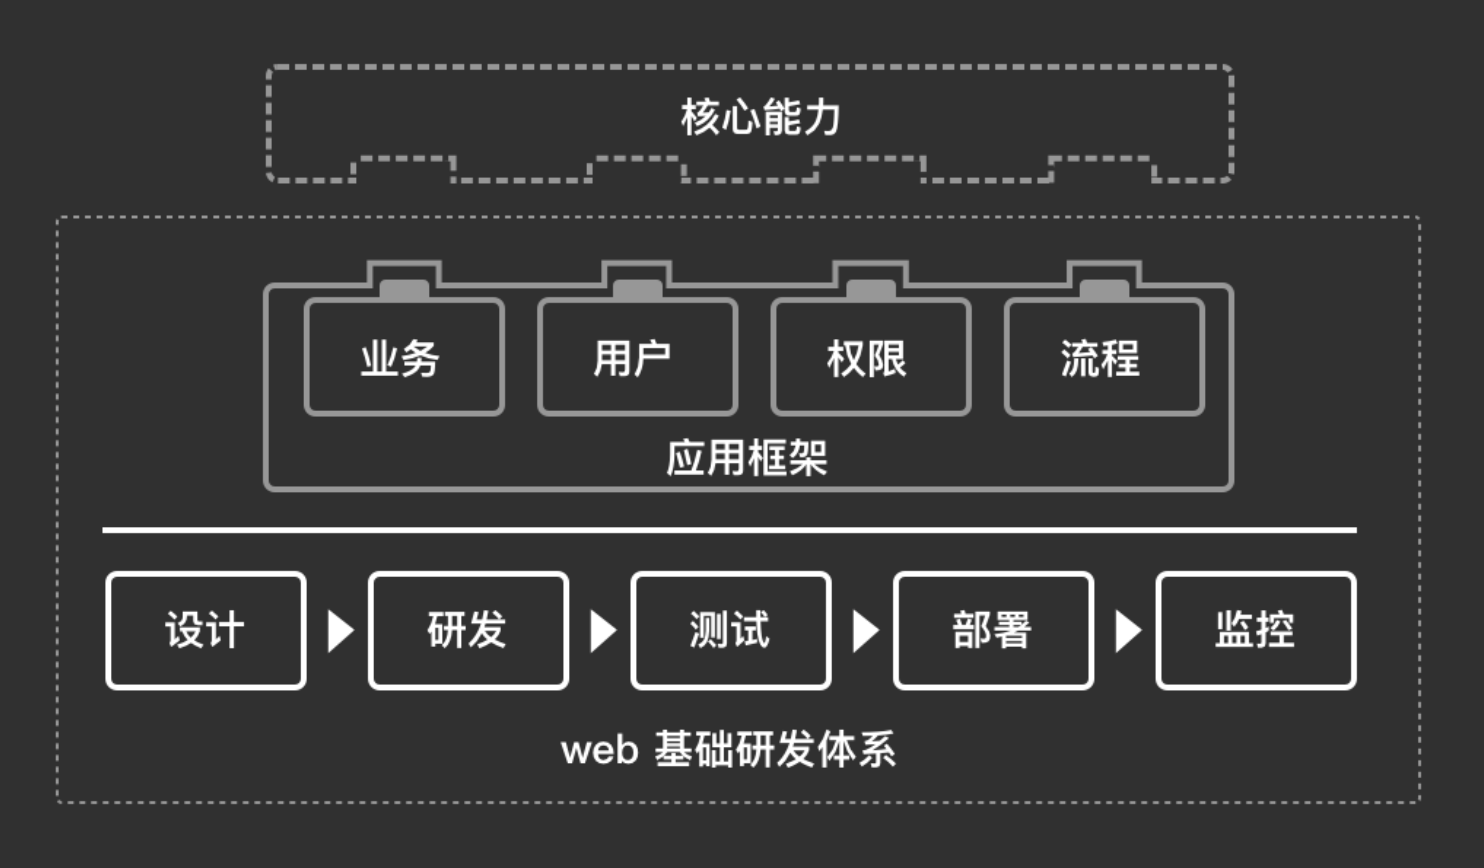 核心能力
业务 用户 权限 流程
应用框架
设计 研发 测试 部署 监控
web 基础研发体系